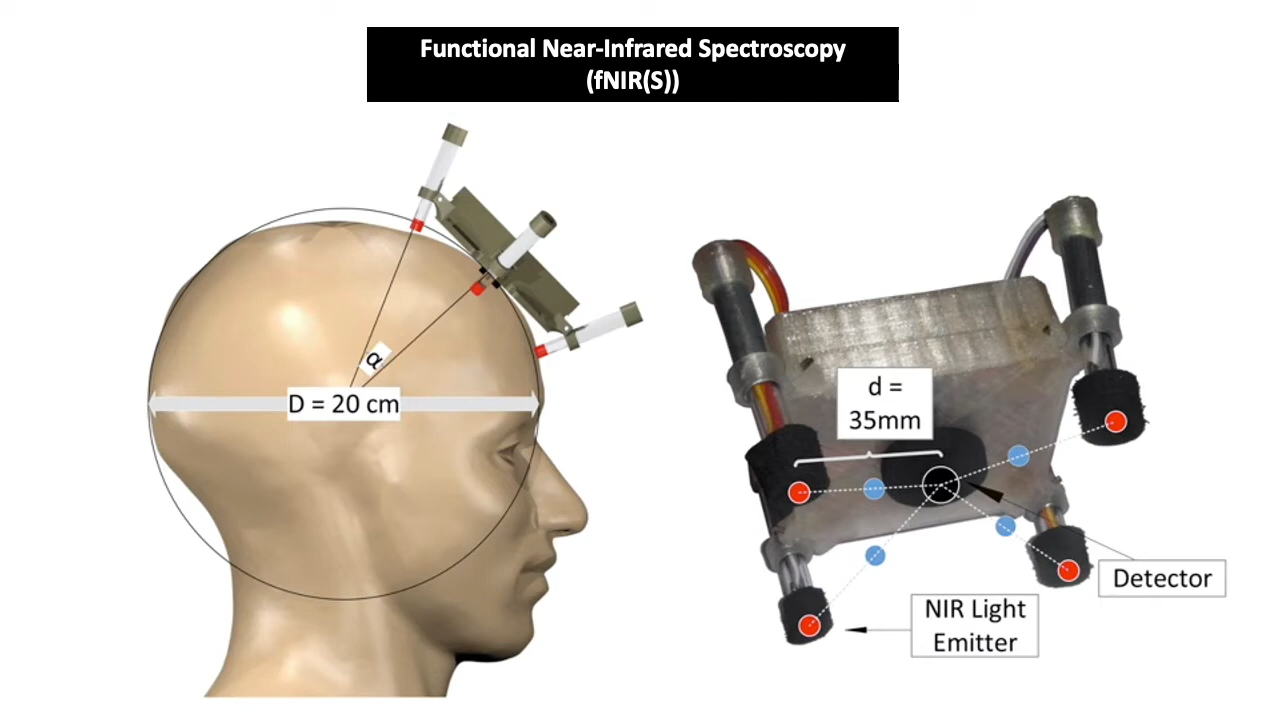 Functional Near-Infrared Spectroscopy
(fNIR(S))
α
D = 20 cm
d =
35mm
Detector
NIR Light
Emitter